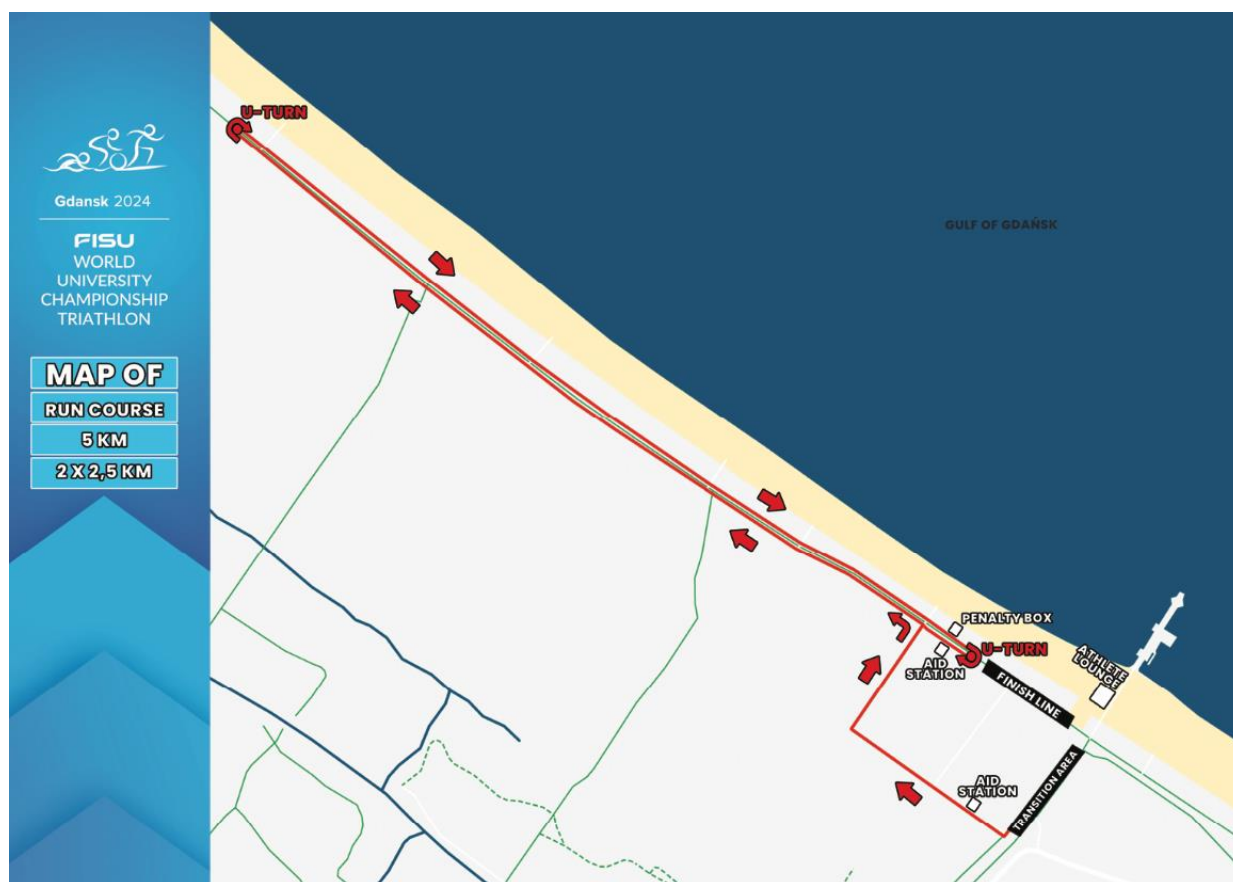 Gdansk 2024
FISU
WORLD
UNIVERSITY
CHAMPIONSHIP
TRIATHLON
MAP OF
RUN COURSE
5 KM
2 X 2,5 KM
U-TURN
GULF OF GDAŃSK
PENALTY BOX
U-TURN
AID
STATION
FINISH LINE
ATHLETE
LOUNGE
AID
STATION
TRANSITION AREA